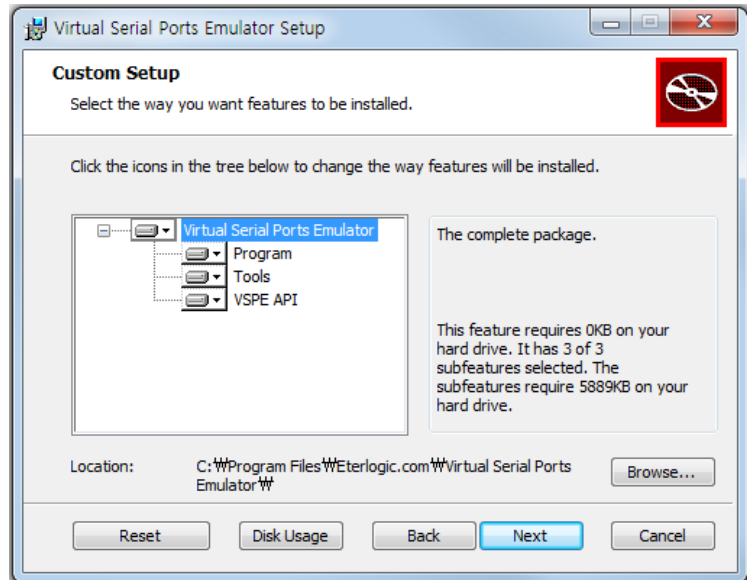 Virtual Serial Ports Emulator Setup
Custom Setup
Select the way you want features to be installed.
Click the icons in the tree below to change the way features will be installed.
Virtual Serial Ports Emulator
Program
Tools
VSPE API
The complete package.
This feature requires 0KB on your
hard drive. It has 3 of 3
subfeatures selected. The
subfeatures require 5889KB on your
hard drive.
Location:
C:₩Program Files₩Eterlogic.com₩Virtual Serial Ports
Emulator₩
Browse...
Reset
Disk Usage
Back
Next
Cancel